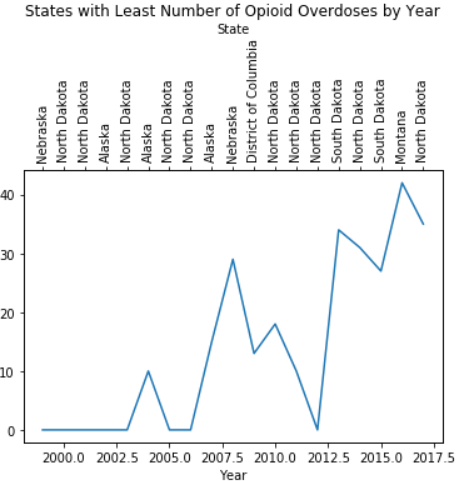 States with Least Number of Opioid Overdoses by Year
State
Nebraska
North Dakota
North Dakota
Alaska
North Dakota
Alaska
North Dakota
North Dakota
Alaska
Nebraska
District of Columbia
North Dakota
North Dakota
North Dakota
South Dakota
North Dakota
South Dakota
Montana
North Dakota
40
30
20
10
0
2000.0 2002.5 2005.0 2007.5 2010.0 2012.5 2015.0 2017.5
Year